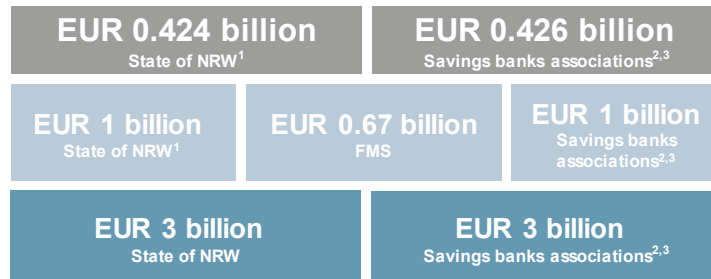 EUR 0.424 billion
State of NRW1
EUR 0.426 billion
Savings banks associations2,3
EUR 1 billion
State of NRW1
EUR 0.67 billion
FMS
EUR 1 billion
Savings banks
associations2,3
EUR 3 billion
State of NRW
EUR 3 billion
Savings banks associations2,3